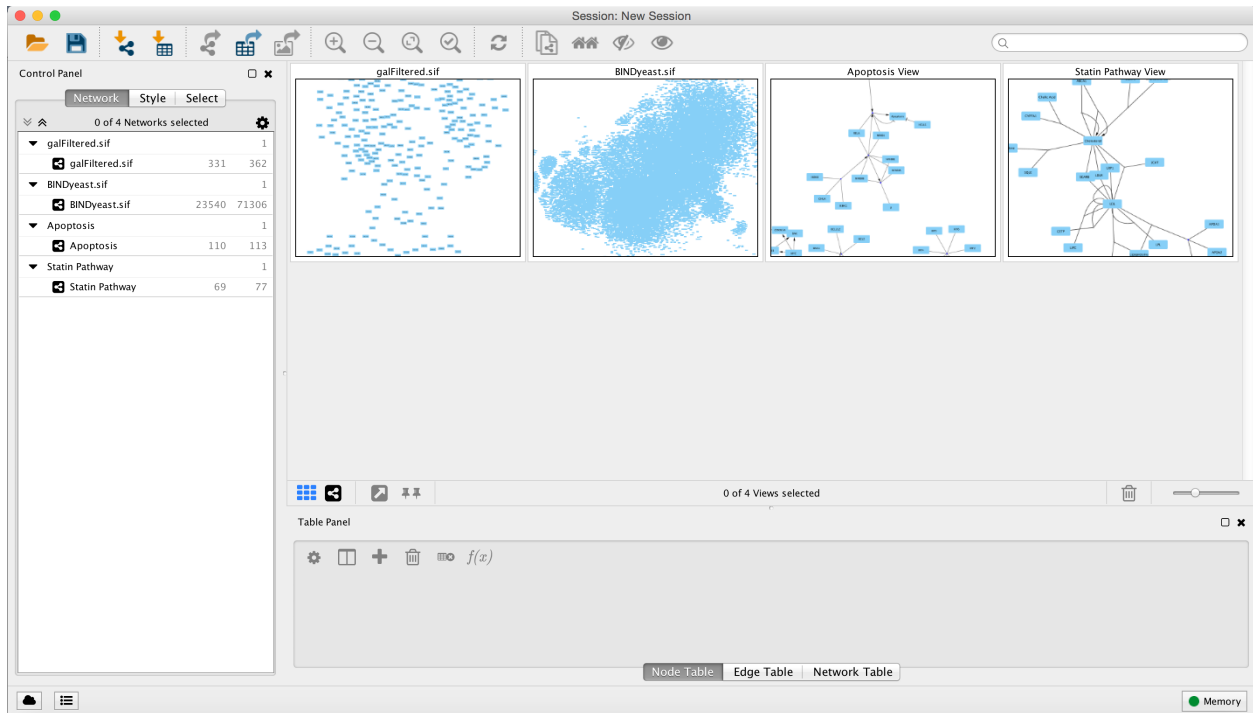 Session: New Session
Control Panel
Network Style Select
0 of 4 Networks selected
galFiltered.sif 1
galFiltered.sif 331 362
BINDyeast.sif 1
BINDyeast.sif 23540 71306
Apoptosis 1
Apoptosis 110 113
Statin Pathway 1
Statin Pathway 69 77
galFiltered.sif
BINDyeast.sif
Apoptosis View
Statin Pathway View
0 of 4 Views selected
Table Panel
f(x)
Node Table Edge Table Network Table
Memory